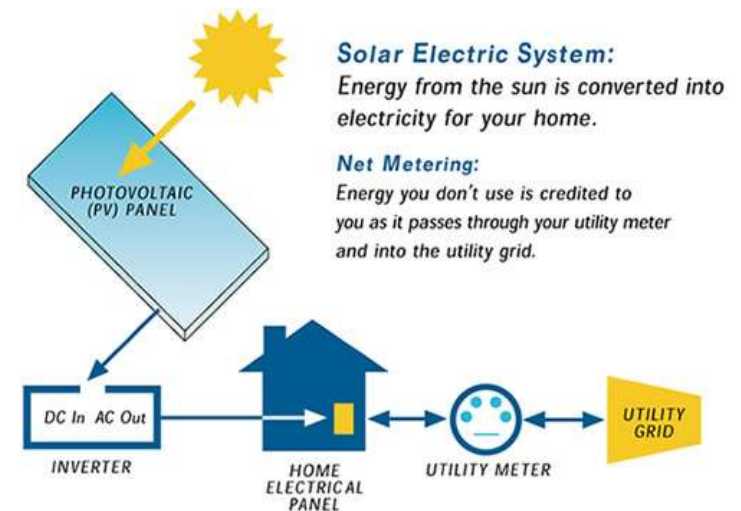 Solar Electric System:
Energy from the sun is converted into
electricity for your home.
Net Metering:
Energy you don't use is credited to
you as it passes through your utility meter
and into the utility grid.
PHOTOVOLTAIC
(PV) PANEL
DC In AC Out
INVERTER
HOME
ELECTRICAL
PANEL
UTILITY METER
UTILITY
GRID